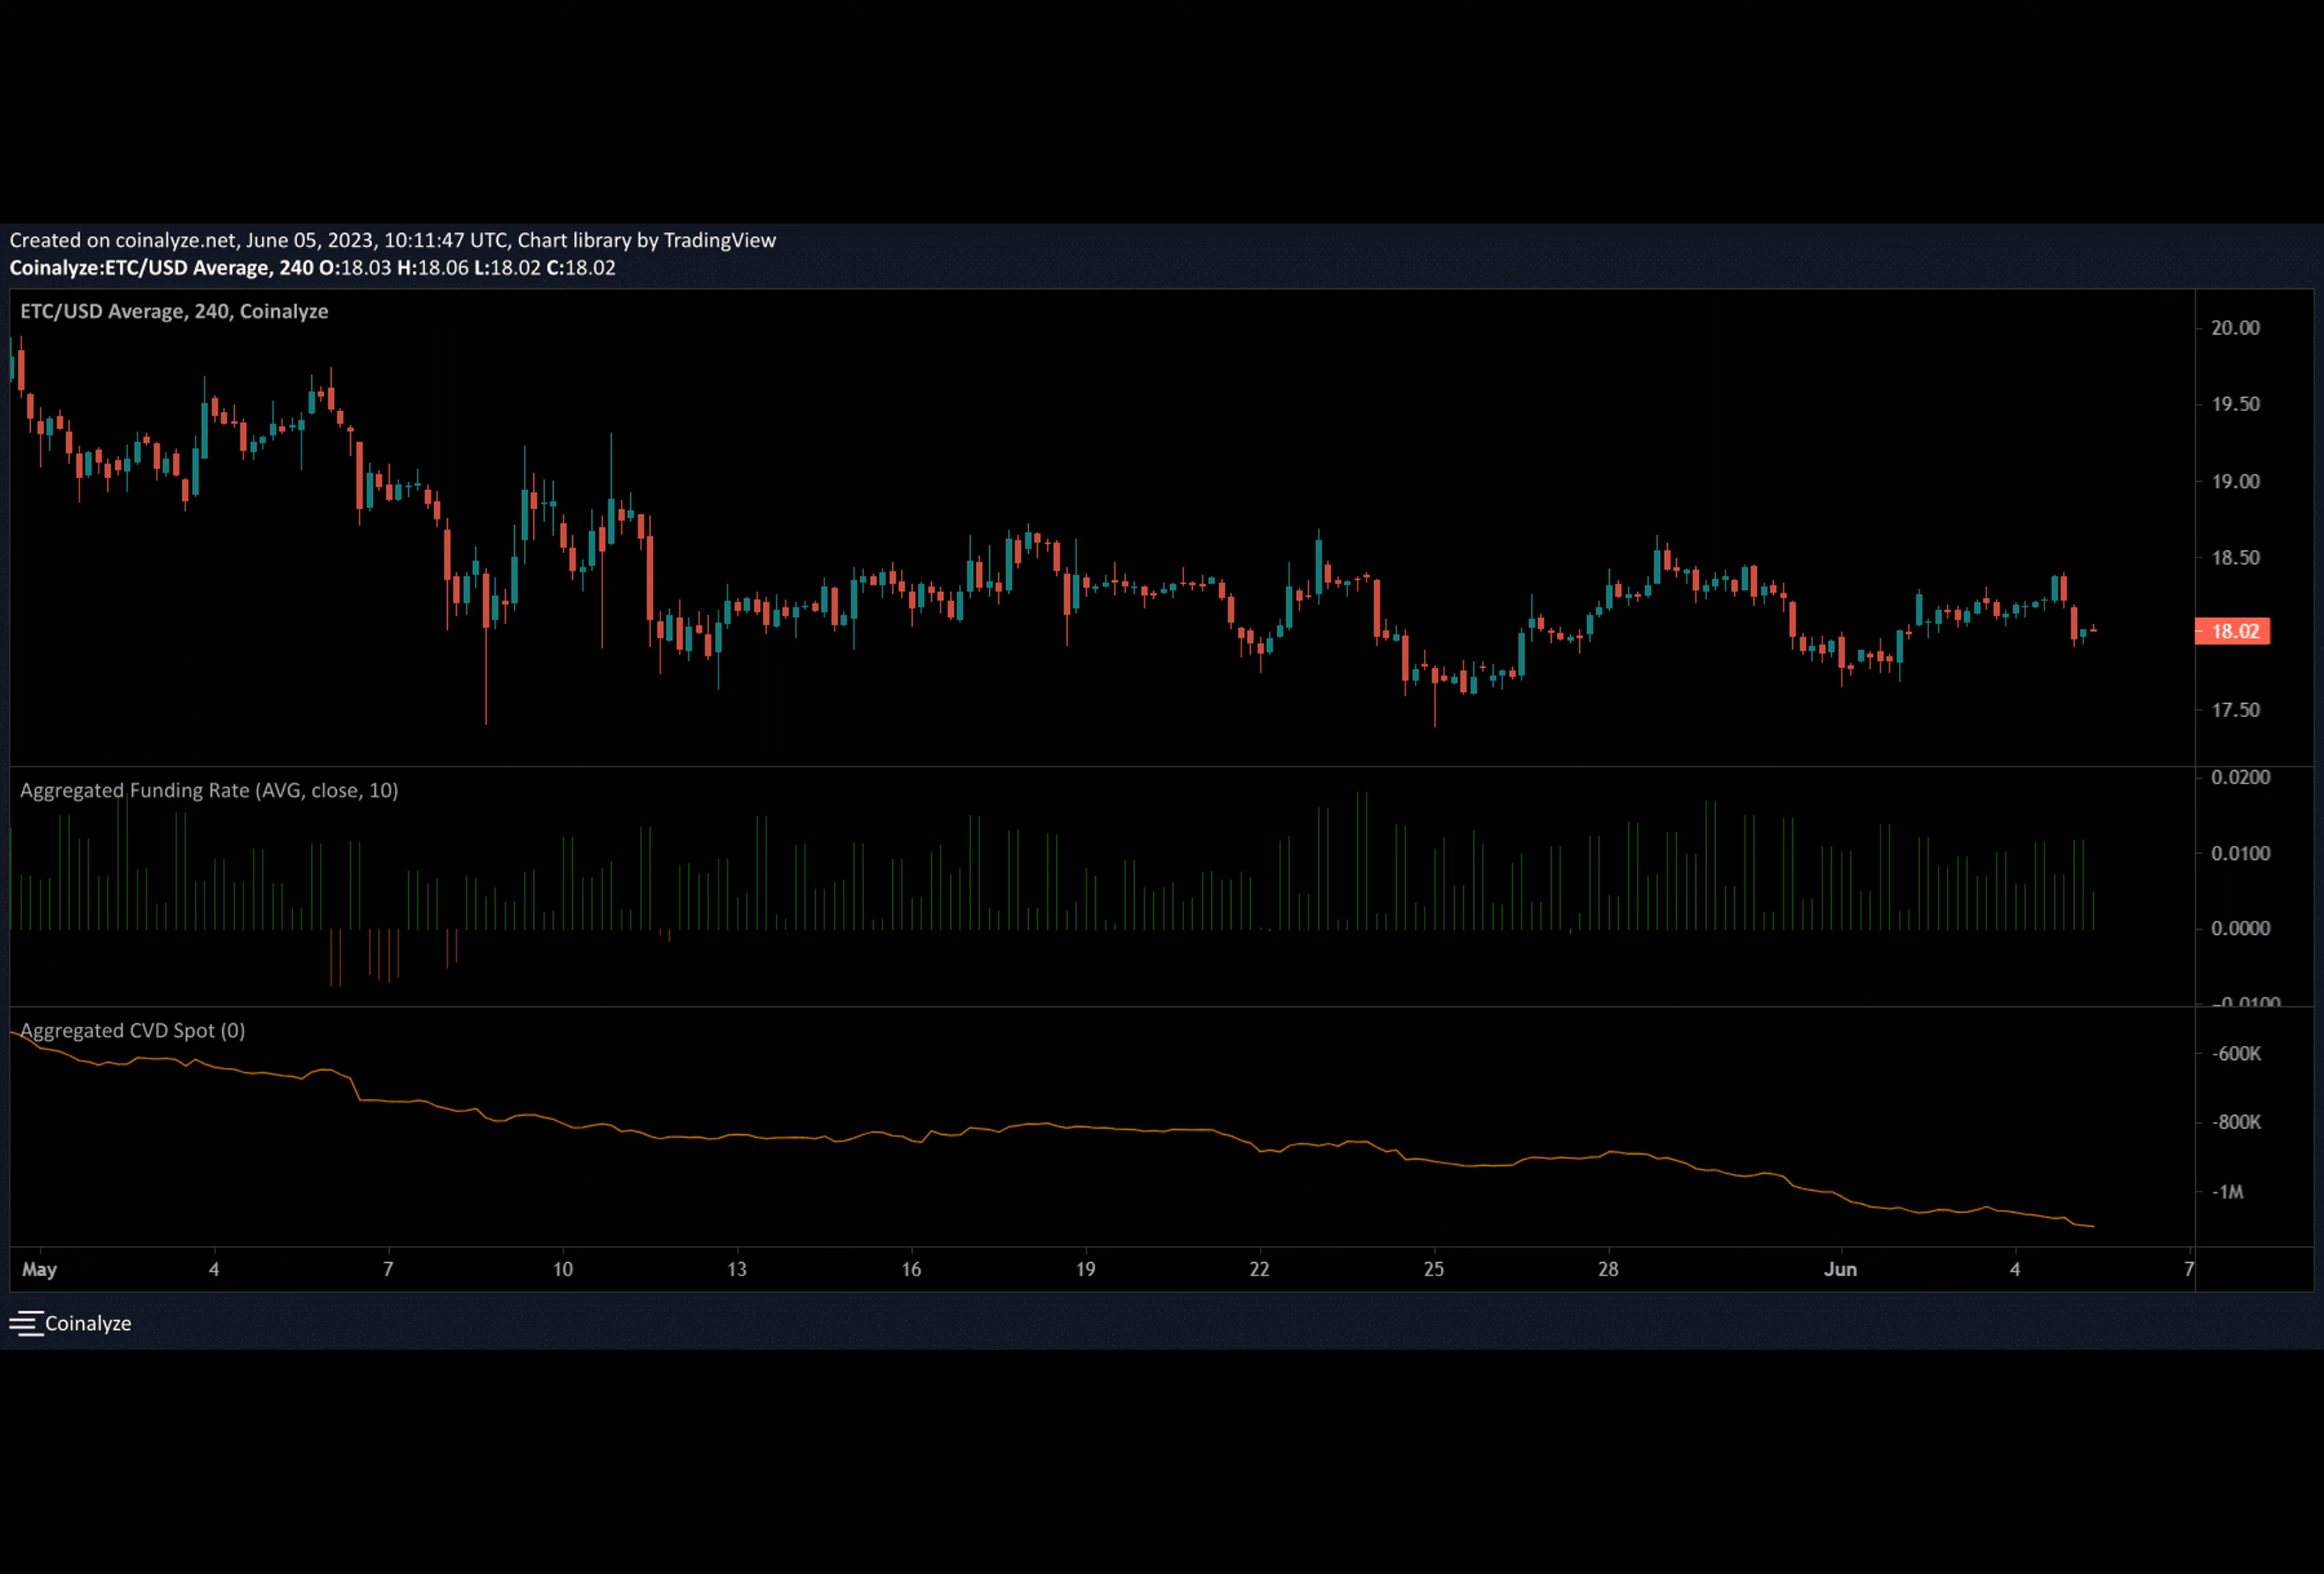 Created on coinalyze.net, June 05, 2023, 10:11:47 UTC, Chart library by TradingView
Coinalyze:ETC/USD Average, 240 O:18.03 H:18.06 L:18.02 C:18.02
ETC/USD Average, 240, Coinalyze
20.00
19.50
19.00
18.50
18.02
17.50
Aggregated Funding Rate (AVG, close, 10)
0.0200
0.0100
0.0000
-0.0100
Aggregated CVD Spot (0)
-600K
-800K
-1M
May 4 7 10 13 16 19 22 25 28 Jun 4 7
Coinalyze